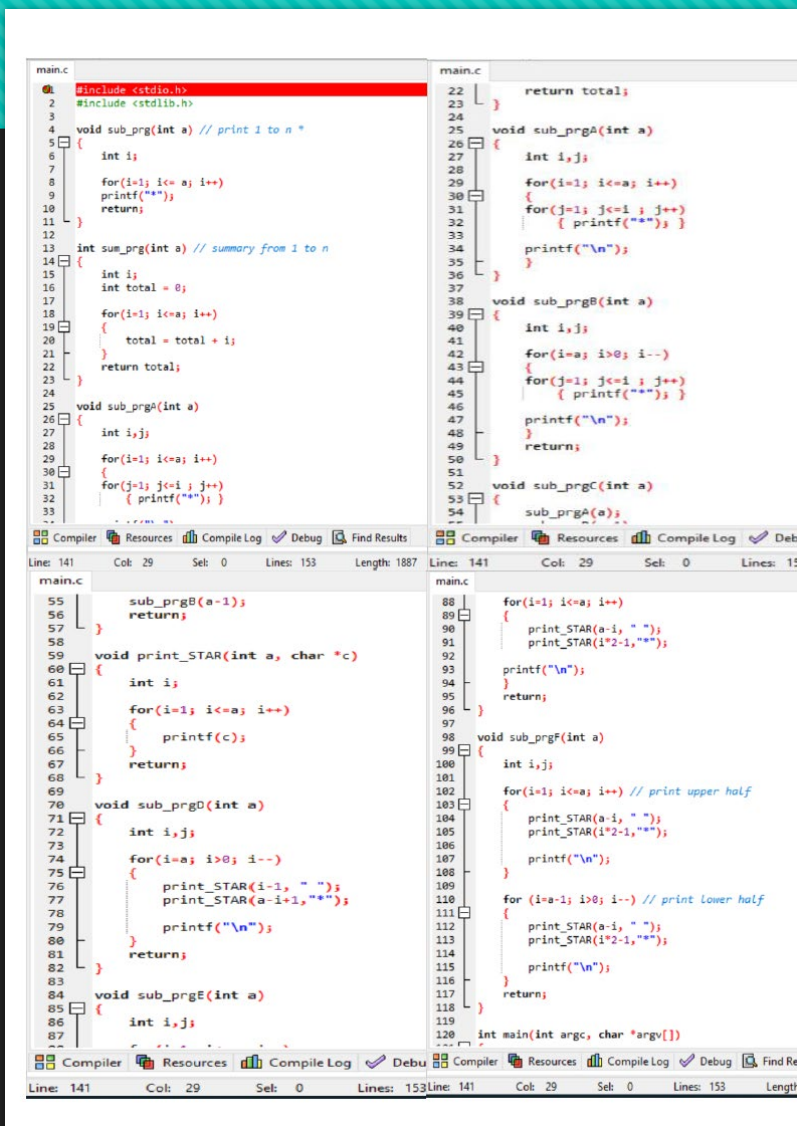 main.c
1 #include <stdio.h>
2 #include <stdlib.h>
3
4 void sub_prg(int a) // print 1 to n *
5 {
6 int i;
7
8 for(i=1; i<= a; i++)
9 printf("*");
10 return;
11 }
12
13 int sum_prg(int a) // summary from 1 to n
14 {
15 int i;
16 int total = 0;
17
18 for(i=1; i<=a; i++)
19 {
20 total = total + i;
21 }
22 return total;
23 }
24
25 void sub_prgA(int a)
26 {
27 int i,j;
28
29 for(i=1; i<=a; i++)
30 {
31 for(j=1; j<=i ; j++)
32 { printf("*"); }
33
Compiler Resources Compile Log Debug Find Results
Line: 141 Col: 29 Sel: 0 Lines: 153 Length: 1887
main.c
22 return total;
23 }
24
25 void sub_prgA(int a)
26 {
27 int i,j;
28
29 for(i=1; i<=a; i++)
30 {
31 for(j=1; j<=i ; j++)
32 { printf("*"); }
33
34 printf("\n");
35 }
36 }
37
38 void sub_prgB(int a)
39 {
40 int i,j;
41
42 for(i=a; i>0; i--)
43 {
44 for(j=1; j<=i ; j++)
45 { printf("*"); }
46
47 printf("\n");
48 }
49 return;
50 }
51
52 void sub_prgC(int a)
53 {
54 sub_prgA(a);
Compiler Resources Compile Log Deb
Line: 141 Col: 29 Sel: 0 Lines: 15
main.c
55 sub_prgB(a-1);
56 return;
57 }
58
59 void print_STAR(int a, char *c)
60 {
61 int i;
62
63 for(i=1; i<=a; i++)
64 {
65 printf(c);
66 }
67 return;
68 }
69
70 void sub_prgD(int a)
71 {
72 int i,j;
73
74 for(i=a; i>0; i--)
75 {
76 print_STAR(i-1, " ");
77 print_STAR(a-i+1,"*");
78
79 printf("\n");
80 }
81 return;
82 }
83
84 void sub_prgE(int a)
85 {
86 int i,j;
87
Compiler Resources Compile Log Debu
Line: 141 Col: 29 Sel: 0 Lines: 153
main.c
88 for(i=1; i<=a; i++)
89 {
90 print_STAR(a-i, " ");
91 print_STAR(i*2-1,"*");
92
93 printf("\n");
94 }
95 return;
96 }
97
98 void sub_prgF(int a)
99 {
100 int i,j;
101
102 for(i=1; i<=a; i++) // print upper half
103 {
104 print_STAR(a-i, " ");
105 print_STAR(i*2-1,"*");
106
107 printf("\n");
108 }
109
110 for (i=a-1; i>0; i--) // print lower half
111 {
112 print_STAR(a-i, " ");
113 print_STAR(i*2-1,"*");
114
115 printf("\n");
116 }
117 return;
118 }
119
120 int main(int argc, char *argv[])
Compiler Resources Compile Log Debug Find Re
Line: 141 Col: 29 Sel: 0 Lines: 153 Length